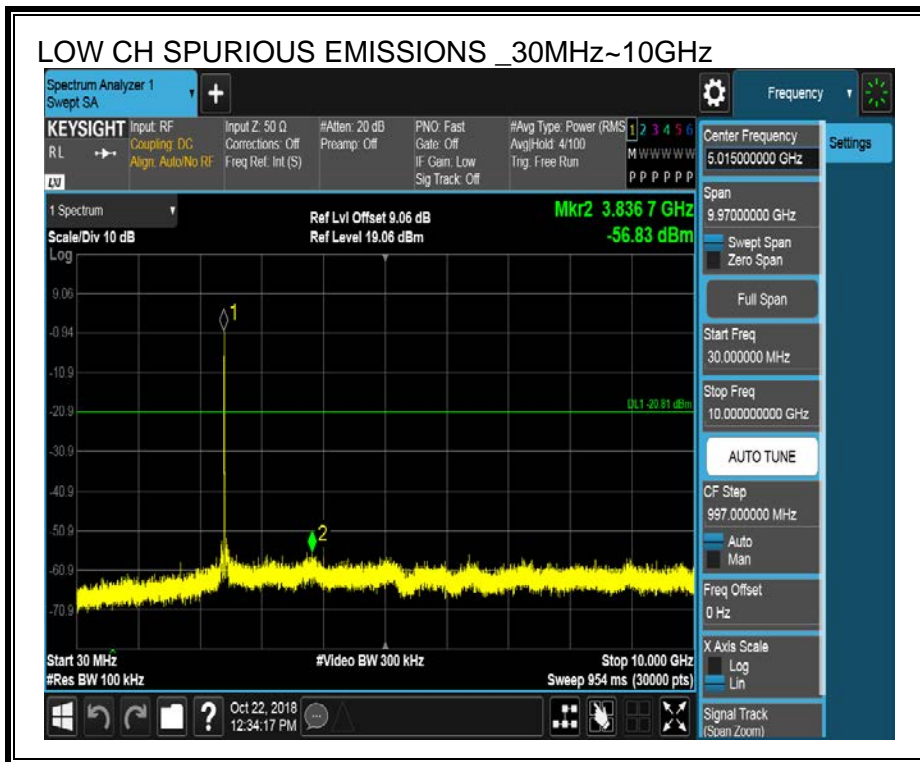 LOW CH SPURIOUS EMISSIONS _30MHz~10GHz
Spectrum Analyzer 1
Swept SA
+
Frequency
KEYSIGHT
RL
LXI
Input: RF
Coupling: DC
Align: Auto/No RF
Input Z: 50 Ω
Corrections: Off
Freq Ref: Int (S)
#Atten: 20 dB
Preamp: Off
PNO: Fast
Gate: Off
IF Gain: Low
Sig Track: Off
#Avg Type: Power (RMS
Avg|Hold: 4/100
Trig: Free Run
1 2 3 4 5 6
M W W W W W
P P P P P P
1 Spectrum
Scale/Div 10 dB
Log
Ref Lvl Offset 9.06 dB
Ref Level 19.06 dBm
Mkr2 3.836 7 GHz
-56.83 dBm
9.06
-0.94
-10.9
-20.9
-30.9
-40.9
-50.9
-60.9
-70.9
1
DL1 -20.81 dBm
2
Start 30 MHz
#Res BW 100 kHz
#Video BW 300 kHz
Stop 10.000 GHz
Sweep 954 ms (30000 pts)
?
Oct 22, 2018
12:34:17 PM
Settings
Center Frequency
5.015000000 GHz
Span
9.97000000 GHz
Swept Span
Zero Span
Full Span
Start Freq
30.000000 MHz
Stop Freq
10.000000000 GHz
AUTO TUNE
CF Step
997.000000 MHz
Auto
Man
Freq Offset
0 Hz
X Axis Scale
Log
Lin
Signal Track
(Span Zoom)